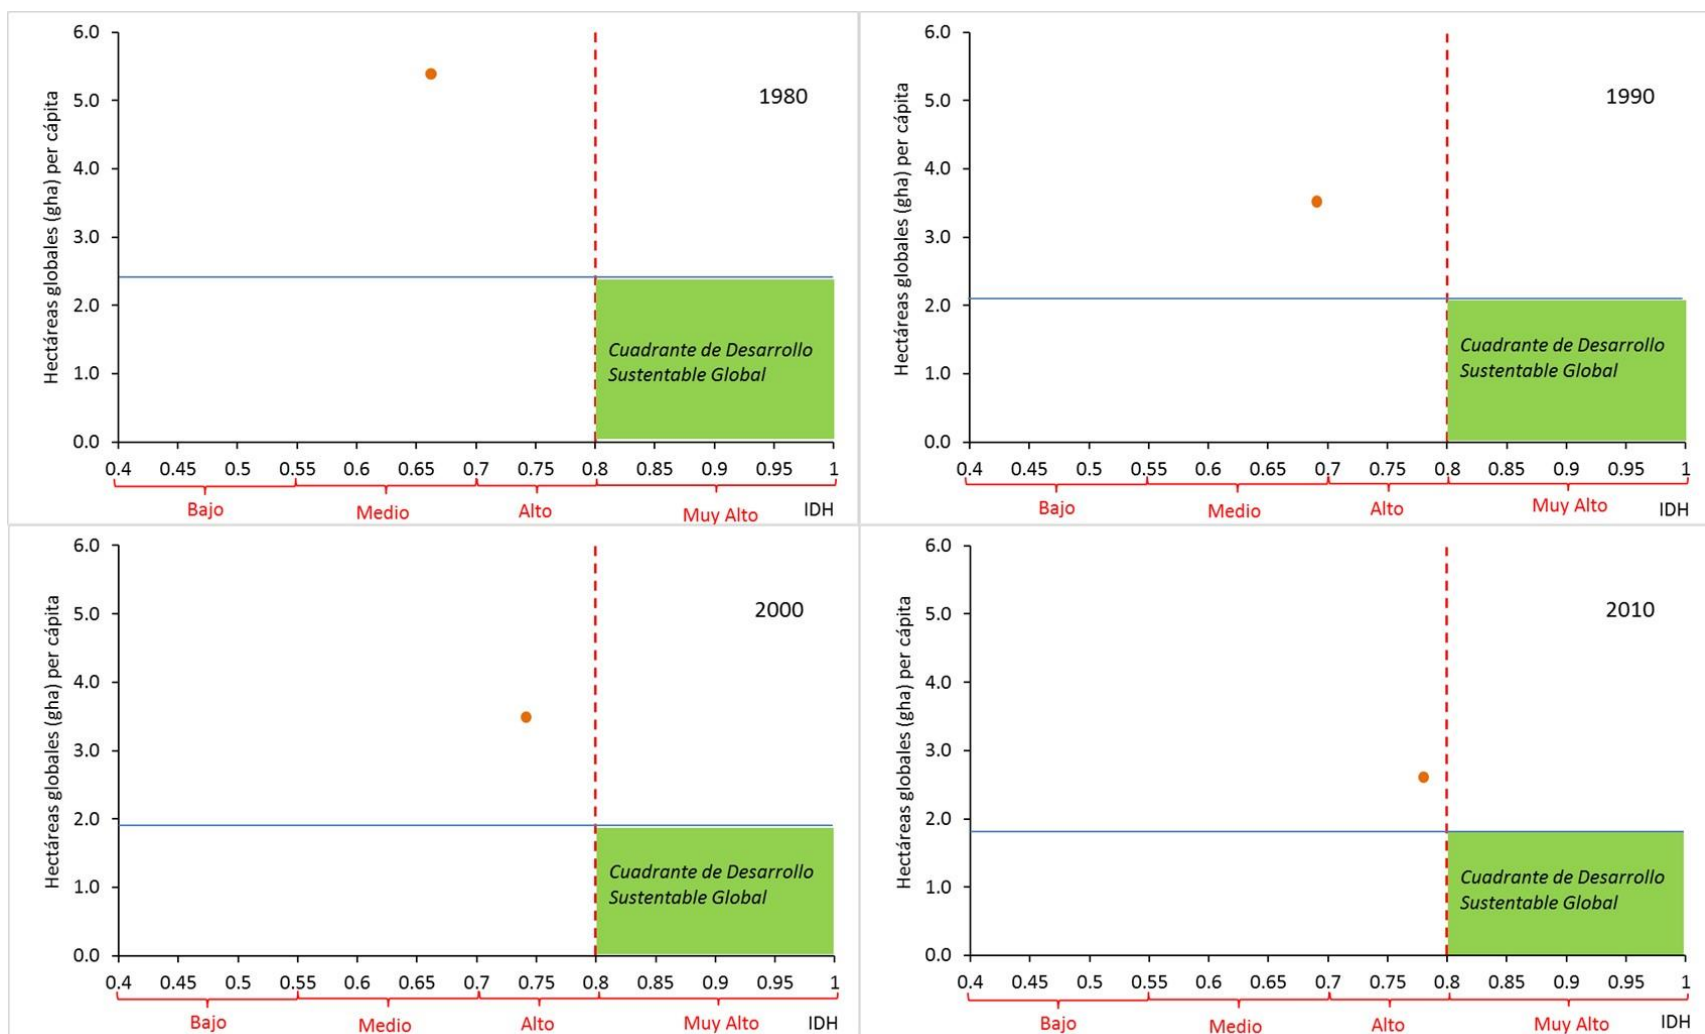 Hectáreas globales (gha) per cápita
6.0
5.0
4.0
3.0
2.0
1.0
0.0
1980
Cuadrante de Desarrollo
Sustentable Global
0.4 0.45 0.5 0.55 0.6 0.65 0.7 0.75 0.8 0.85 0.9 0.95 1
Bajo Medio Alto Muy Alto IDH
Hectáreas globales (gha) per cápita
6.0
5.0
4.0
3.0
2.0
1.0
0.0
1990
Cuadrante de Desarrollo
Sustentable Global
0.4 0.45 0.5 0.55 0.6 0.65 0.7 0.75 0.8 0.85 0.9 0.95 1
Bajo Medio Alto Muy Alto IDH
Hectáreas globales (gha) per cápita
6.0
5.0
4.0
3.0
2.0
1.0
0.0
2000
Cuadrante de Desarrollo
Sustentable Global
0.4 0.45 0.5 0.55 0.6 0.65 0.7 0.75 0.8 0.85 0.9 0.95 1
Bajo Medio Alto Muy Alto IDH
Hectáreas globales (gha) per cápita
6.0
5.0
4.0
3.0
2.0
1.0
0.0
2010
Cuadrante de Desarrollo
Sustentable Global
0.4 0.45 0.5 0.55 0.6 0.65 0.7 0.75 0.8 0.85 0.9 0.95 1
Bajo Medio Alto Muy Alto IDH